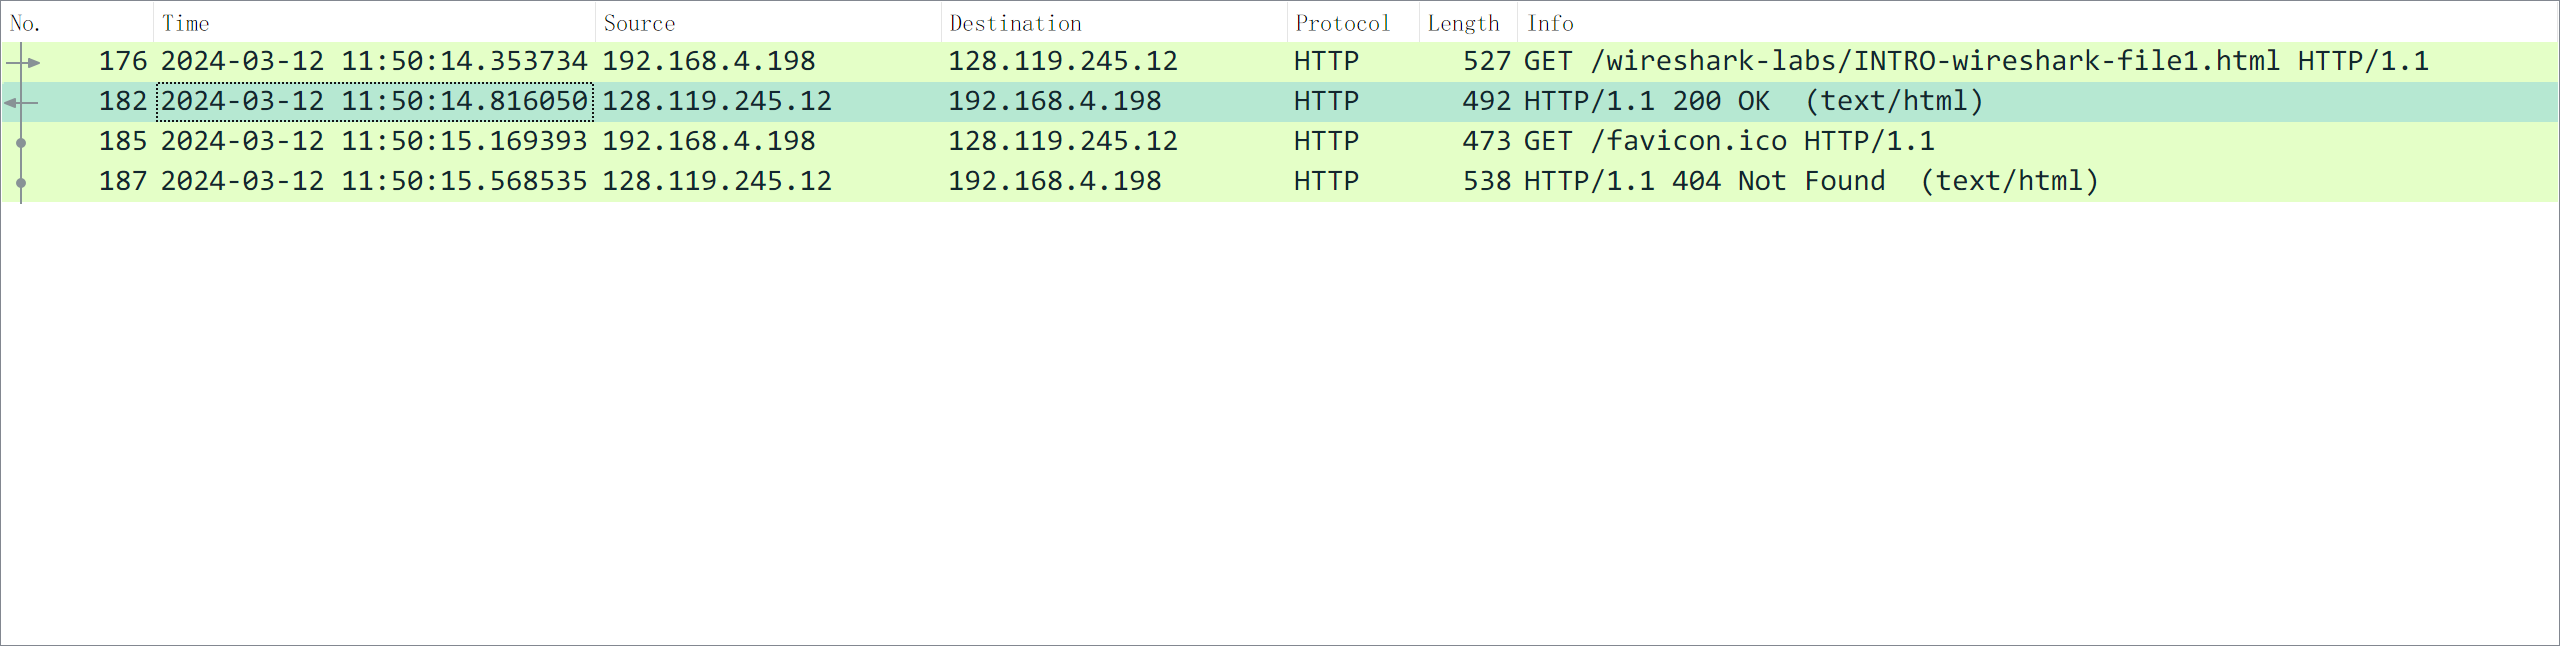 No. Time Source Destination Protocol Length Info
176 2024-03-12 11:50:14.353734 192.168.4.198 128.119.245.12 HTTP 527 GET /wireshark-labs/INTRO-wireshark-file1.html HTTP/1.1
182 2024-03-12 11:50:14.816050 128.119.245.12 192.168.4.198 HTTP 492 HTTP/1.1 200 OK  (text/html)
185 2024-03-12 11:50:15.169393 192.168.4.198 128.119.245.12 HTTP 473 GET /favicon.ico HTTP/1.1
187 2024-03-12 11:50:15.568535 128.119.245.12 192.168.4.198 HTTP 538 HTTP/1.1 404 Not Found  (text/html)